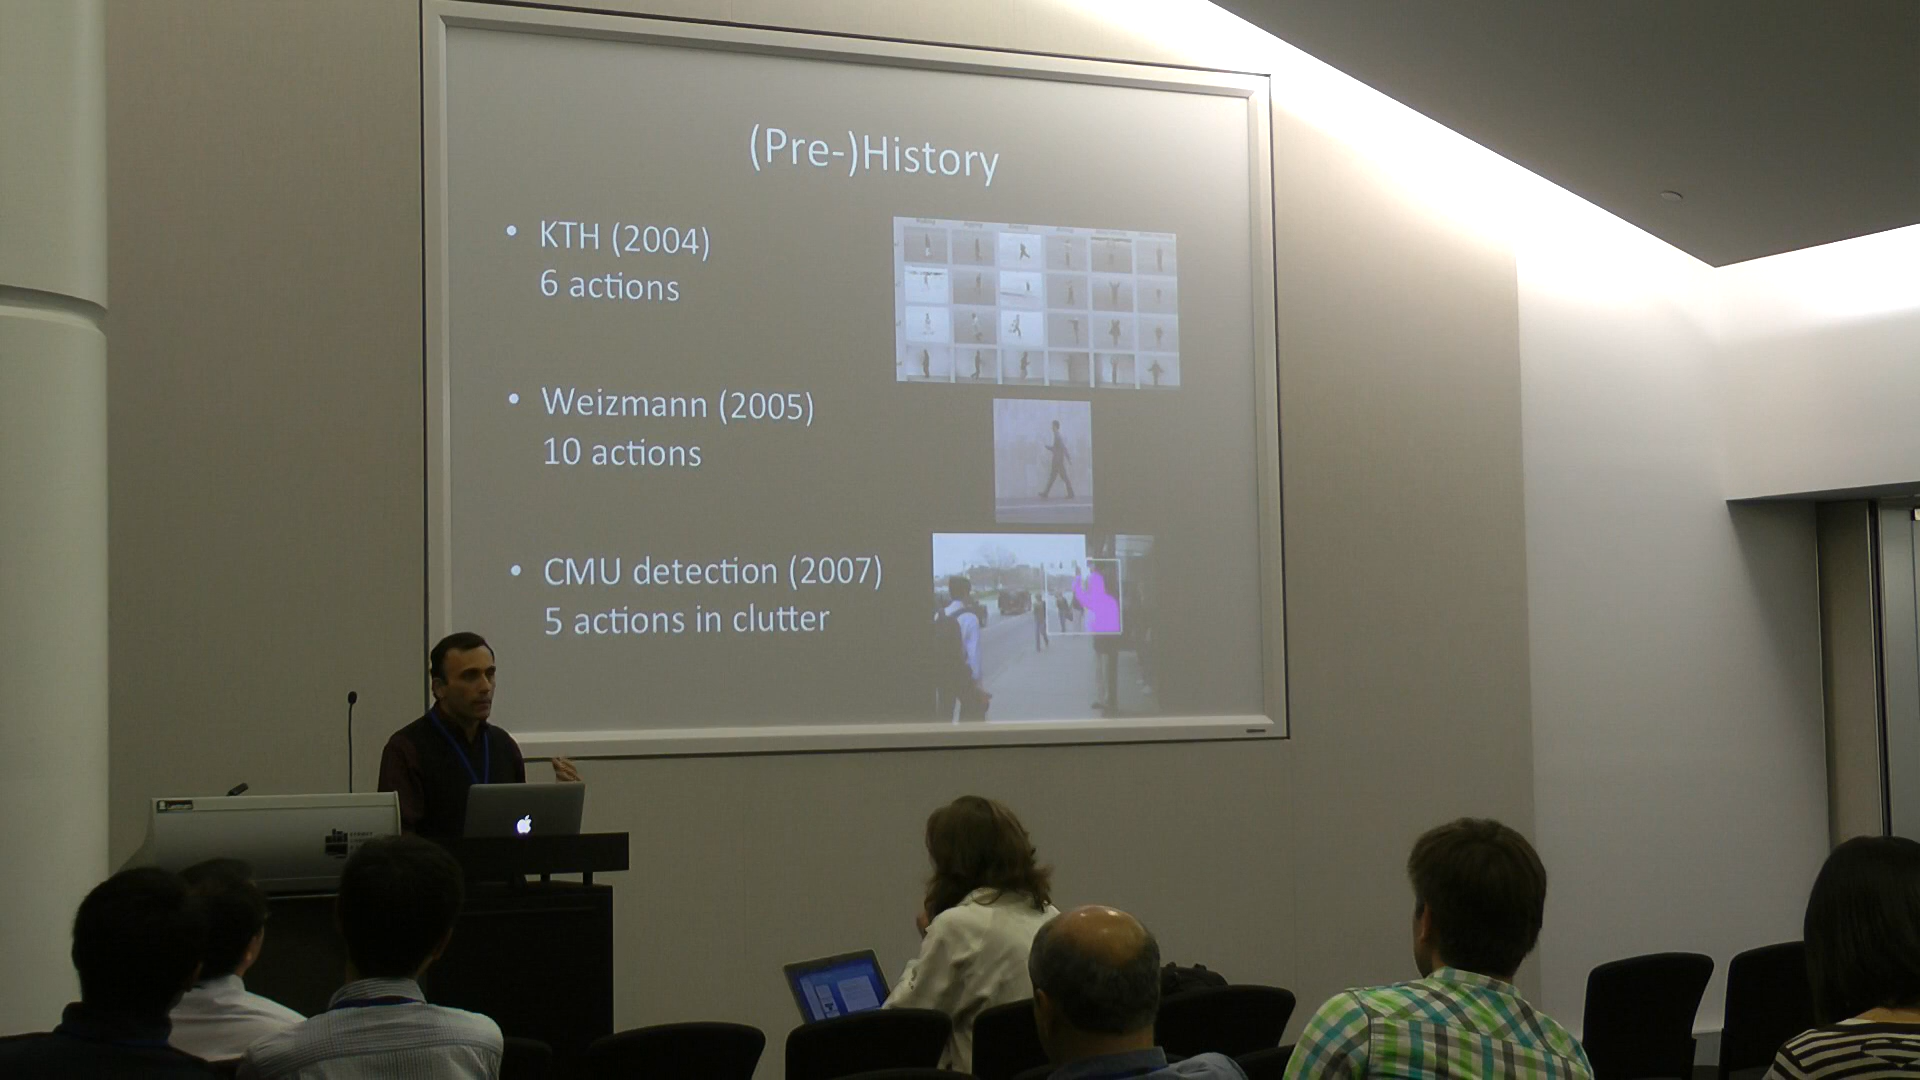 (Pre-)History
• KTH (2004)
6 actions
• Weizmann (2005)
10 actions
• CMU detection (2007)
5 actions in clutter